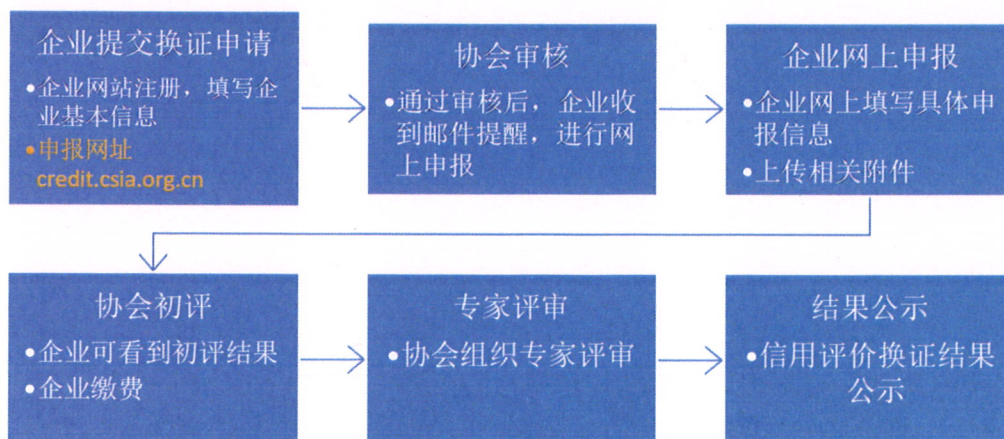 企业提交换证申请
•企业网站注册，填写企
业基本信息
•申报网址
credit.csia.org.cn
协会审核
•通过审核后，企业收
到邮件提醒，进行网
上申报
企业网上申报
•企业网上填写具体申
报信息
•上传相关附件
协会初评
•企业可看到初评结果
•企业缴费
专家评审
•协会组织专家评审
结果公示
•信用评价换证结果
公示